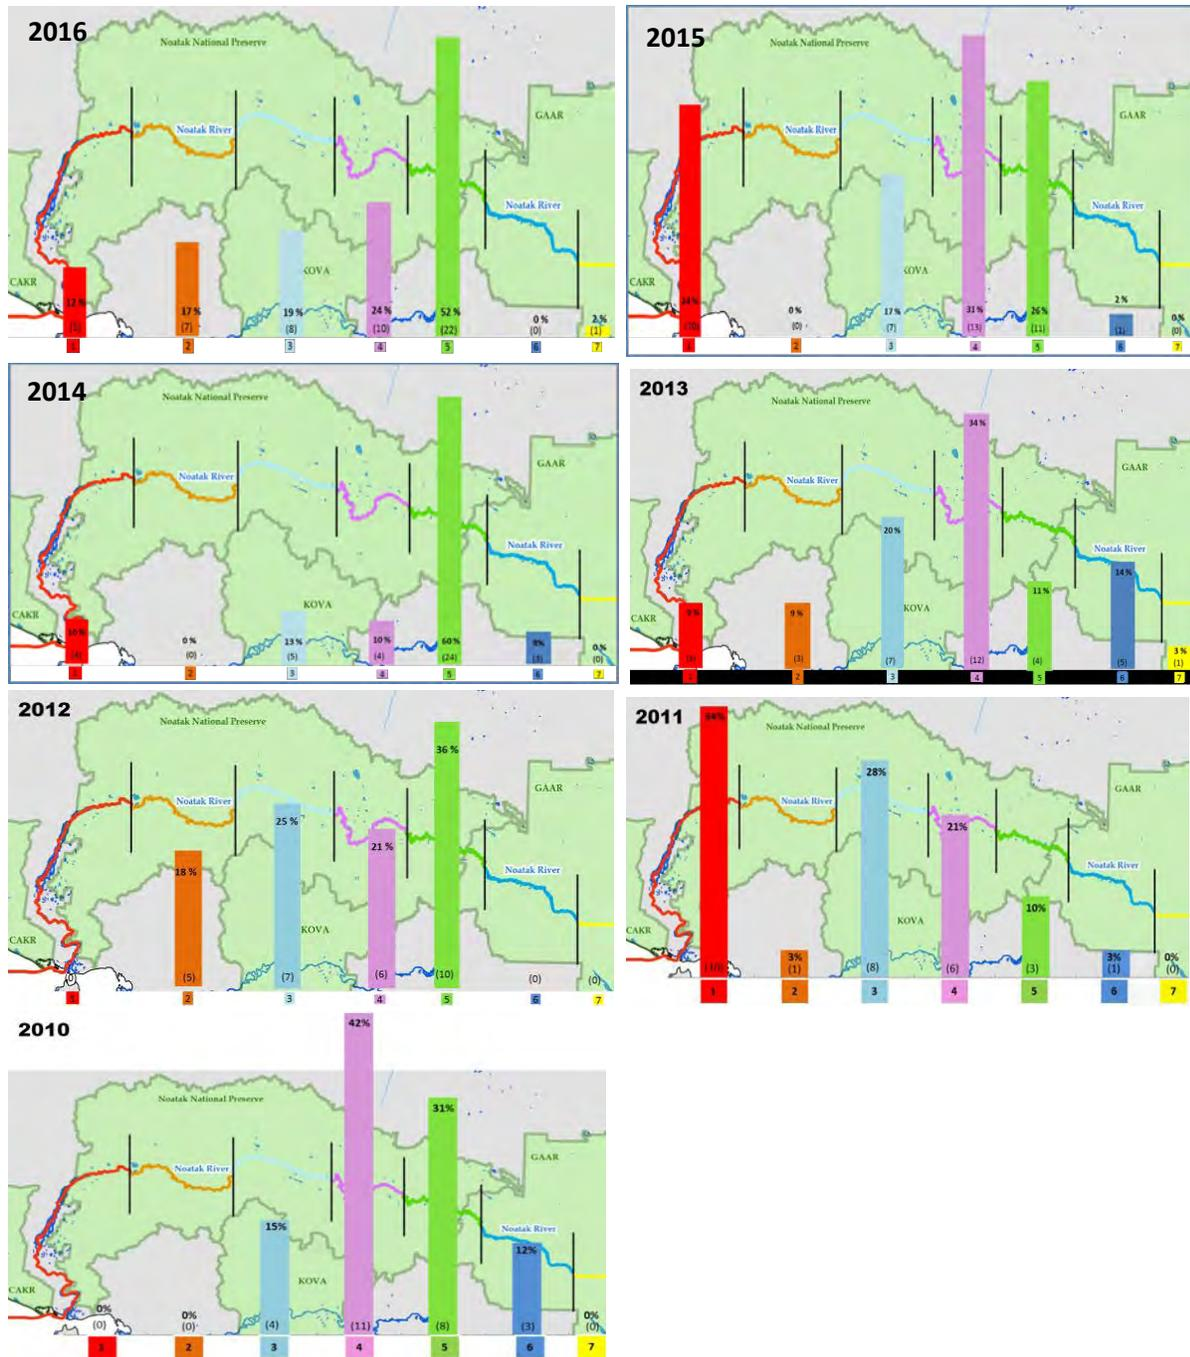 2016
Noatak National Preserve
GAAR
Noatak River
Noatak River
KOVA
CAKR
12 % 17 % 19 % 24 % 52 % 0 % 2 %
(5) (7) (8) (10) (22) (0) (1)
1 2 3 4 5 6 7
2015
Noatak National Preserve
GAAR
Noatak River
Noatak River
KOVA
CAKR
24 % 0 % 17 % 31 % 26 % 2 % 0 %
(10) (0) (7) (13) (11) (1) (0)
1 2 3 4 5 6 7
2014
Noatak National Preserve
GAAR
Noatak River
Noatak River
KOVA
CAKR
10 % 0 % 13 % 10 % 60 % 8% 0 %
(4) (0) (5) (4) (24) (3) (0)
1 2 3 4 5 6 7
2013
Noatak National Preserve
GAAR
Noatak River
Noatak River
KOVA
CAKR
9 % 9 % 20 % 34 % 11 % 14 % 3 %
(3) (3) (7) (12) (4) (5) (1)
1 2 3 4 5 6 7
2012
Noatak National Preserve
GAAR
Noatak River
Noatak River
KOVA
CAKR
18 % 25 % 21 % 36 %
(5) (7) (6) (10) (0) (0)
1 2 3 4 5 6 7
2011
Noatak National Preserve
GAAR
Noatak River
Noatak River
KOVA
CAKR
3% 28% 21% 10% 3% 0%
(10) (1) (8) (6) (3) (1) (0)
1 2 3 4 5 6 7
2010
Noatak National Preserve
GAAR
Noatak River
Noatak River
KOVA
CAKR
0% 0% 15% 42% 31% 12% 0%
(0) (0) (4) (11) (8) (3) (0)
1 2 3 4 5 6 7